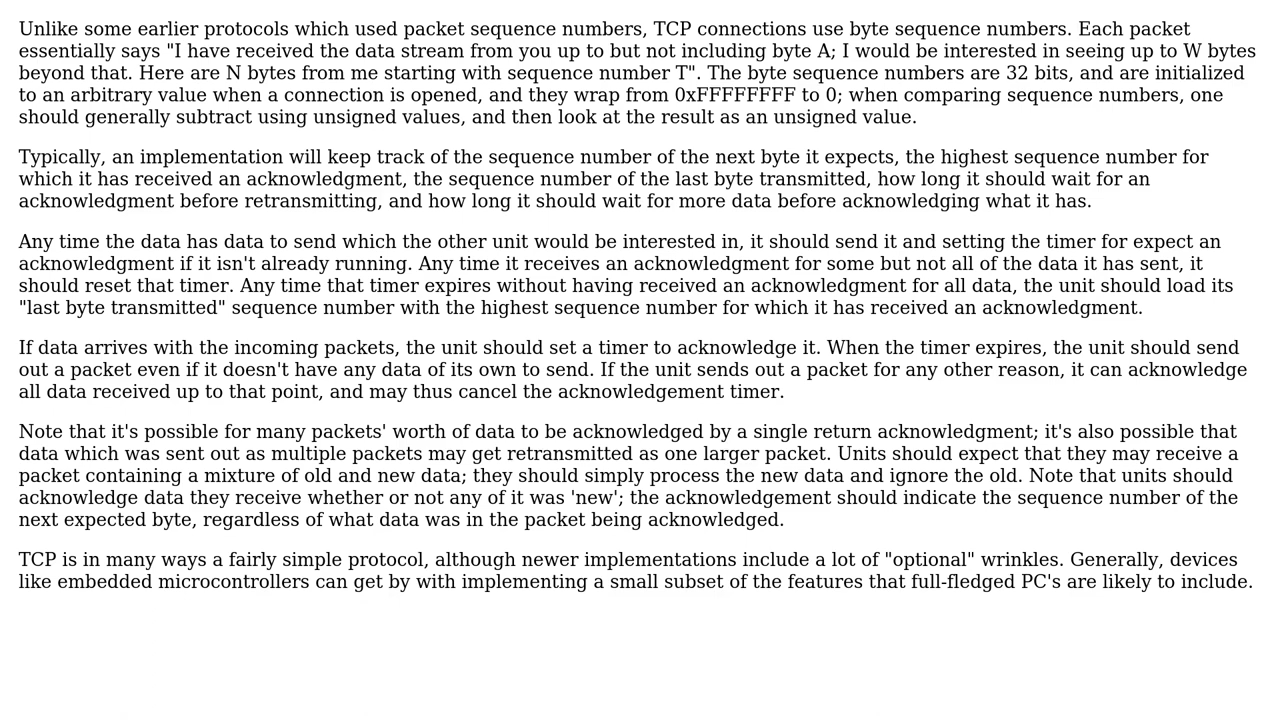 Unlike some earlier protocols which used packet sequence numbers, TCP connections use byte sequence numbers. Each packet
essentially says "I have received the data stream from you up to but not including byte A; I would be interested in seeing up to W bytes
beyond that. Here are N bytes from me starting with sequence number T". The byte sequence numbers are 32 bits, and are initialized
to an arbitrary value when a connection is opened, and they wrap from 0xFFFFFFFF to 0; when comparing sequence numbers, one
should generally subtract using unsigned values, and then look at the result as an unsigned value.
Typically, an implementation will keep track of the sequence number of the next byte it expects, the highest sequence number for
which it has received an acknowledgment, the sequence number of the last byte transmitted, how long it should wait for an
acknowledgment before retransmitting, and how long it should wait for more data before acknowledging what it has.
Any time the data has data to send which the other unit would be interested in, it should send it and setting the timer for expect an
acknowledgment if it isn't already running. Any time it receives an acknowledgment for some but not all of the data it has sent, it
should reset that timer. Any time that timer expires without having received an acknowledgment for all data, the unit should load its
"last byte transmitted" sequence number with the highest sequence number for which it has received an acknowledgment.
If data arrives with the incoming packets, the unit should set a timer to acknowledge it. When the timer expires, the unit should send
out a packet even if it doesn't have any data of its own to send. If the unit sends out a packet for any other reason, it can acknowledge
all data received up to that point, and may thus cancel the acknowledgement timer.
Note that it's possible for many packets' worth of data to be acknowledged by a single return acknowledgment; it's also possible that
data which was sent out as multiple packets may get retransmitted as one larger packet. Units should expect that they may receive a
packet containing a mixture of old and new data; they should simply process the new data and ignore the old. Note that units should
acknowledge data they receive whether or not any of it was 'new'; the acknowledgement should indicate the sequence number of the
next expected byte, regardless of what data was in the packet being acknowledged.
TCP is in many ways a fairly simple protocol, although newer implementations include a lot of "optional" wrinkles. Generally, devices
like embedded microcontrollers can get by with implementing a small subset of the features that full-fledged PC's are likely to include.